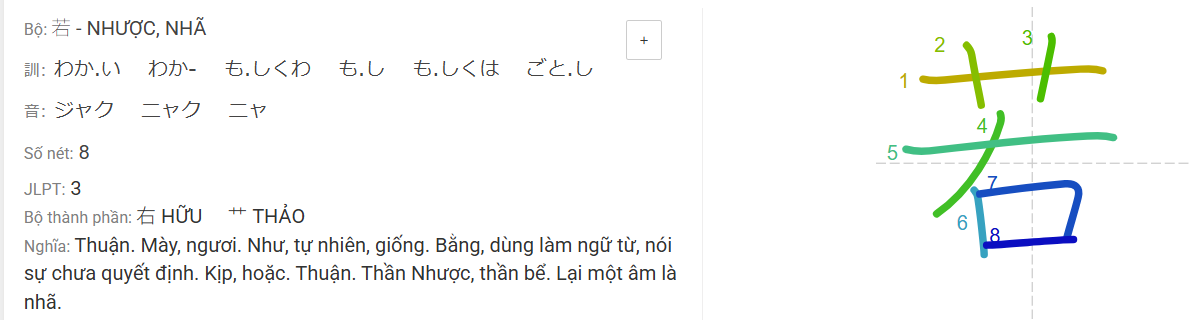 Bộ: 若 - NHƯỢC, NHÃ
+
訓: わか.い わか- も.しくわ も.し も.しくは ごと.し
音: ジャク ニャク ニャ
Số nét: 8
JLPT: 3
Bộ thành phần: 右 HỮU 艹 THẢO
Nghĩa: Thuận. Mày, ngươi. Như, tự nhiên, giống. Bằng, dùng làm ngữ từ, nói
sự chưa quyết định. Kịp, hoặc. Thuận. Thần Nhược, thần bể. Lại một âm là
nhã.
若
1
2
3
4
5
6
7
8